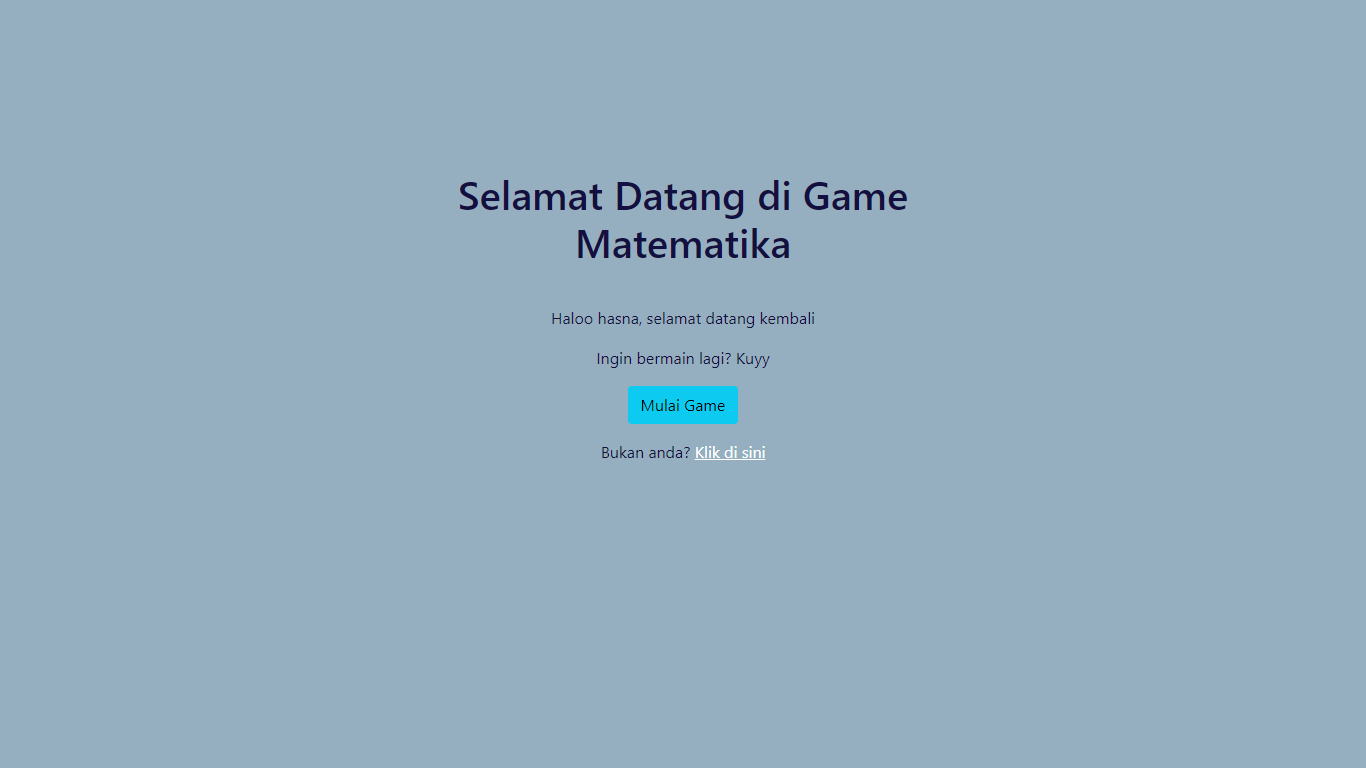 Selamat Datang di Game
Matematika
Haloo hasna, selamat datang kembali
Ingin bermain lagi? Kuyy
Mulai Game
Bukan anda? Klik di sini